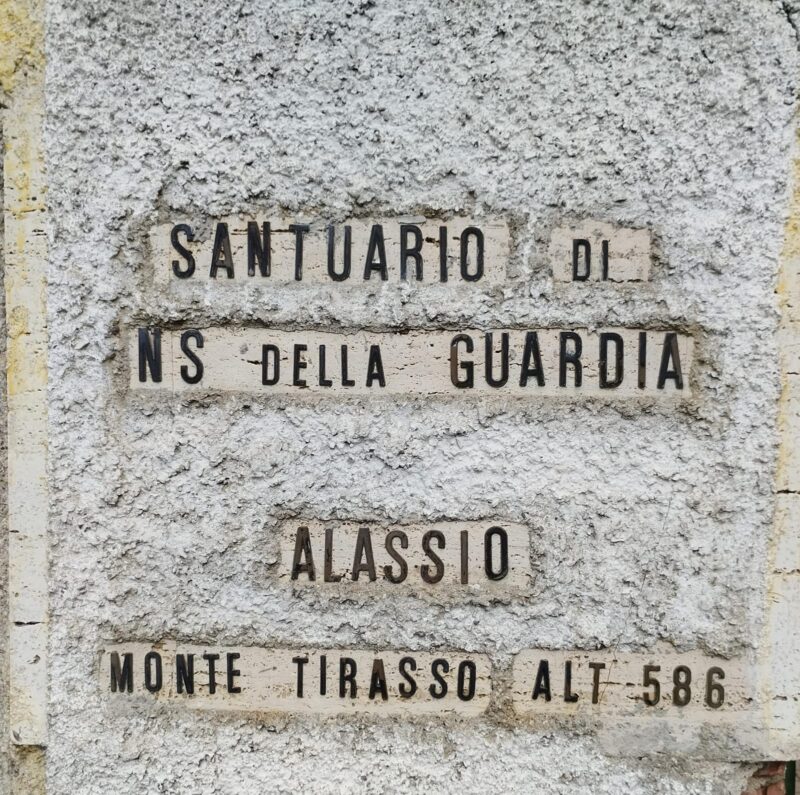 SANTUARIO DI
NS DELLA GUARDIA
ALASSIO
MONTE TIRASSO ALT 586